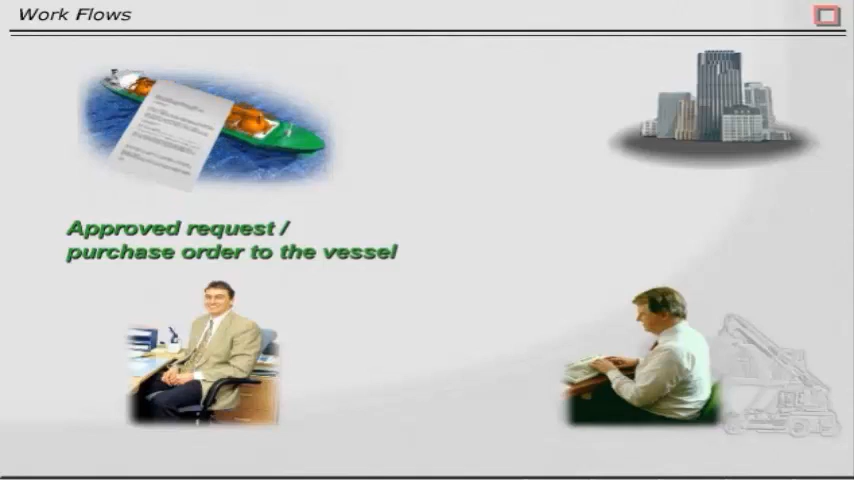 Work Flows
Approved request /
purchase order to the vessel